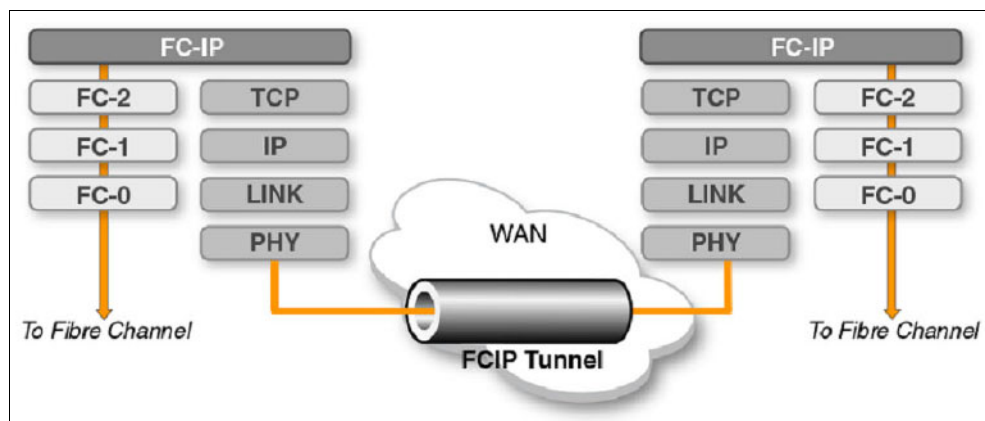 FC-IP
FC-IP
FC-2
TCP
TCP
FC-2
FC-1
IP
IP
FC-1
FC-0
LINK
LINK
FC-0
PHY
WAN
PHY
To Fibre Channel
FCIP Tunnel
To Fibre Channel